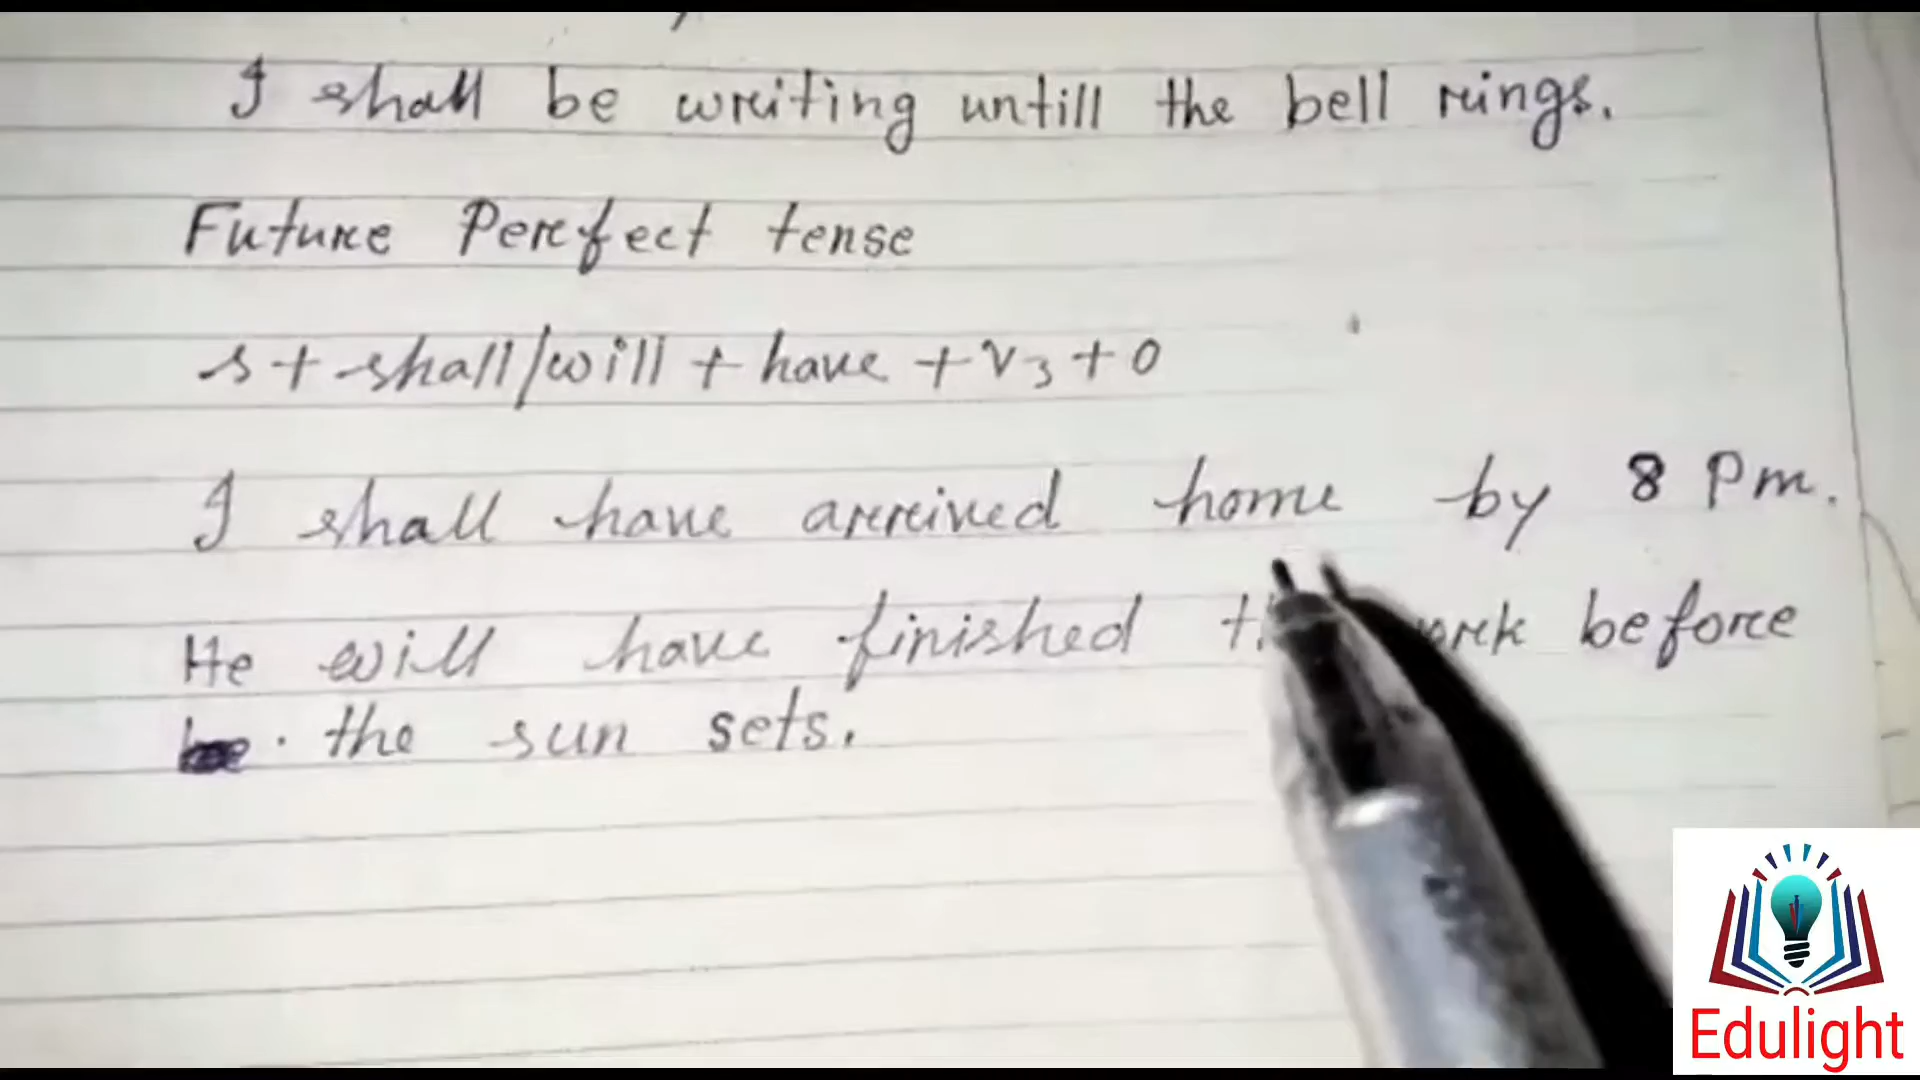 I shall be writing untill the bell rings.
Future Perfect tense
s + shall/will + have + v3 + o
I shall have arrived home by 8 Pm.
He will have finished before
the sun sets.
Edulight